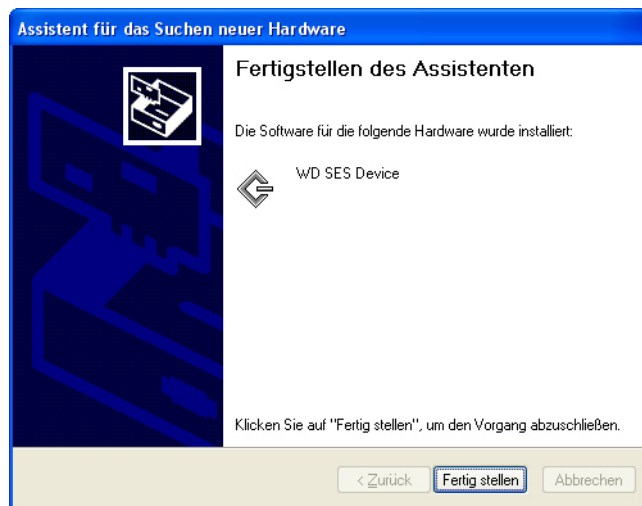 Assistent für das Suchen neuer Hardware
Fertigstellen des Assistenten
Die Software für die folgende Hardware wurde installiert:
WD SES Device
Klicken Sie auf "Fertig stellen", um den Vorgang abzuschließen.
< Zurück Fertig stellen Abbrechen